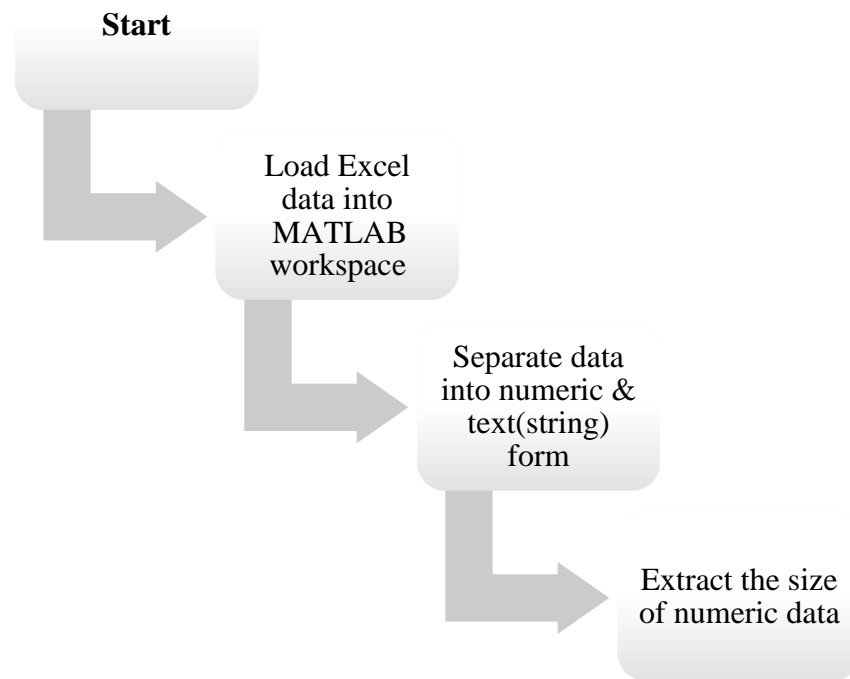 Start
Load Excel
data into
MATLAB
workspace
Separate data
into numeric &
text(string)
form
Extract the size
of numeric data